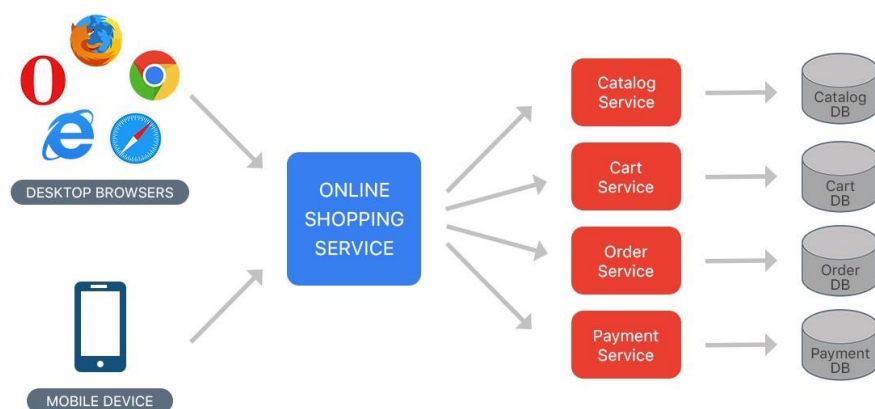 DESKTOP BROWSERS
MOBILE DEVICE
ONLINE
SHOPPING
SERVICE
Catalog
Service
Cart
Service
Order
Service
Payment
Service
Catalog
DB
Cart
DB
Order
DB
Payment
DB